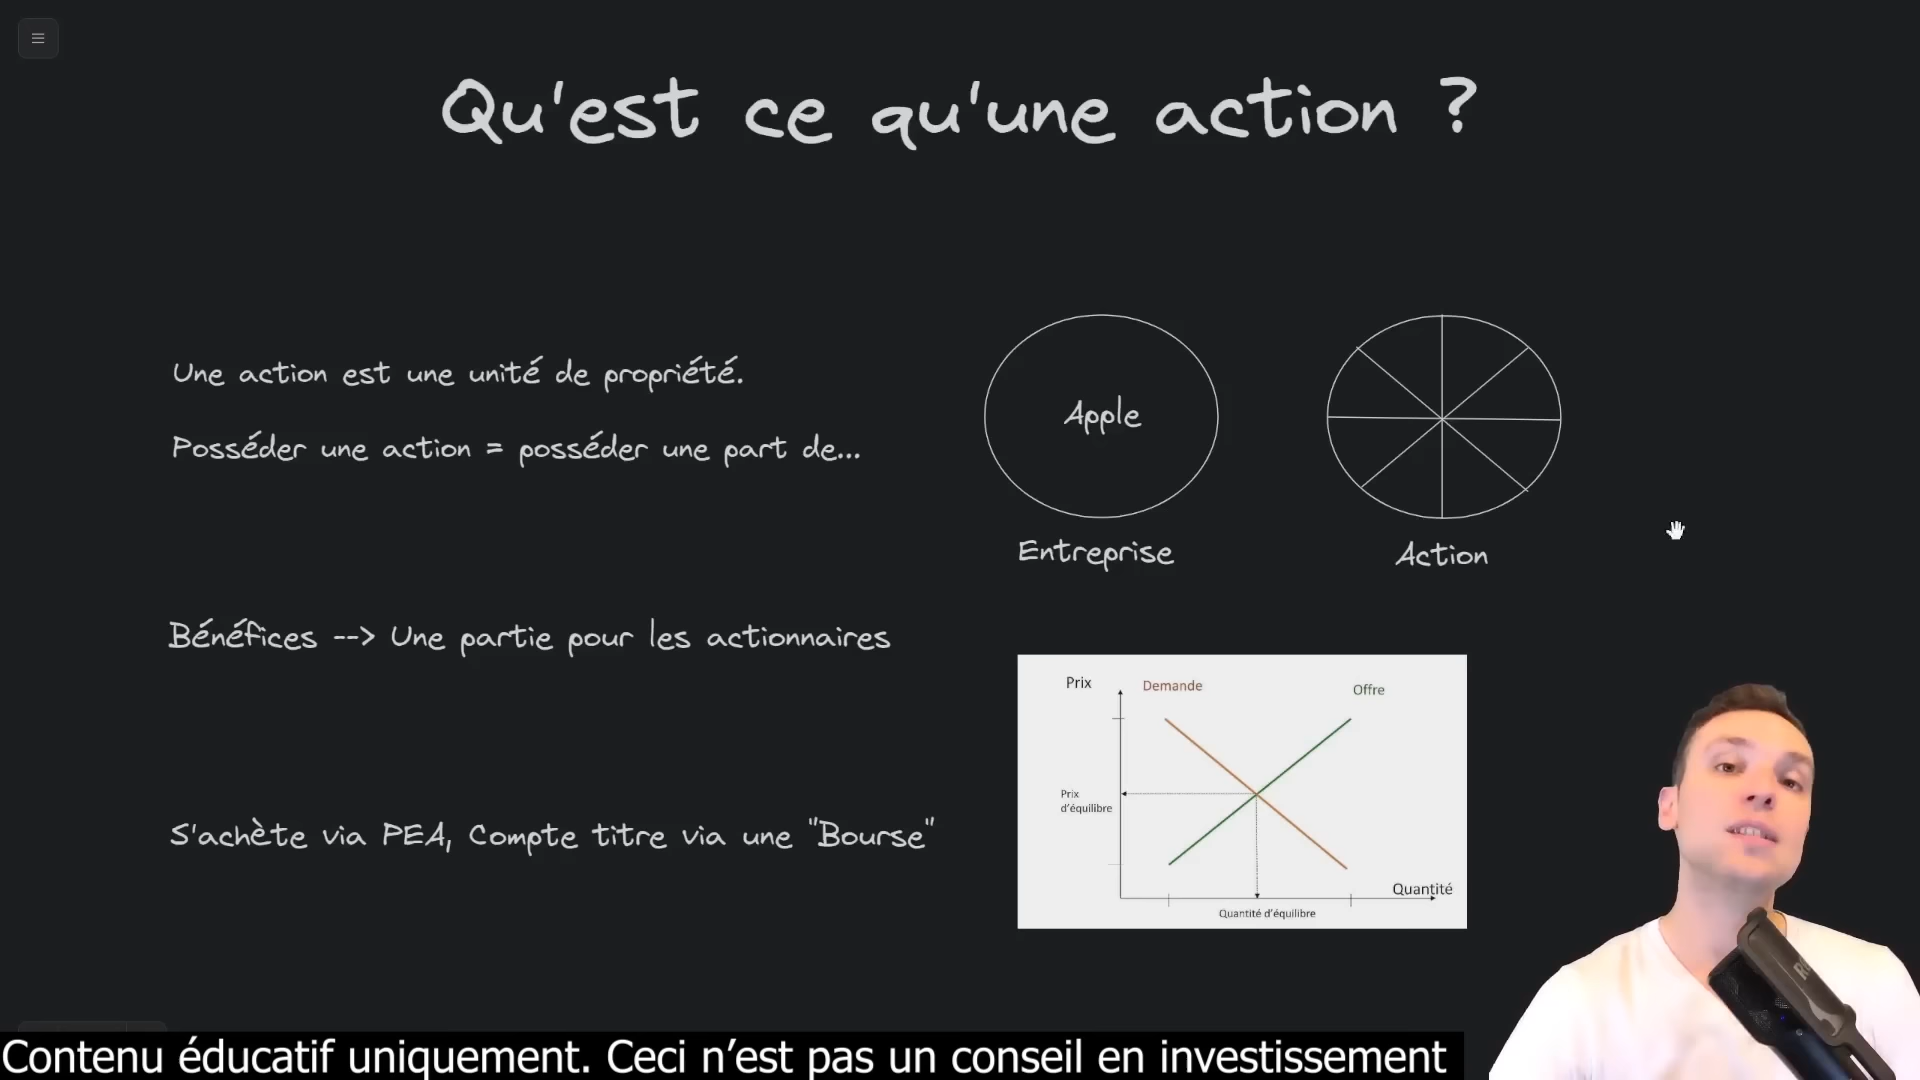 Qu'est ce qu'une action ?
Une action est une unité de propriété.
Posséder une action = posséder une part de...
Apple
Entreprise
Action
Bénéfices --> Une partie pour les actionnaires
Prix
Demande
Offre
Prix
d'équilibre
Quantité
Quantité d'équilibre
S'achète via PEA, Compte titre via une "Bourse"
Contenu éducatif uniquement. Ceci n’est pas un conseil en investissement